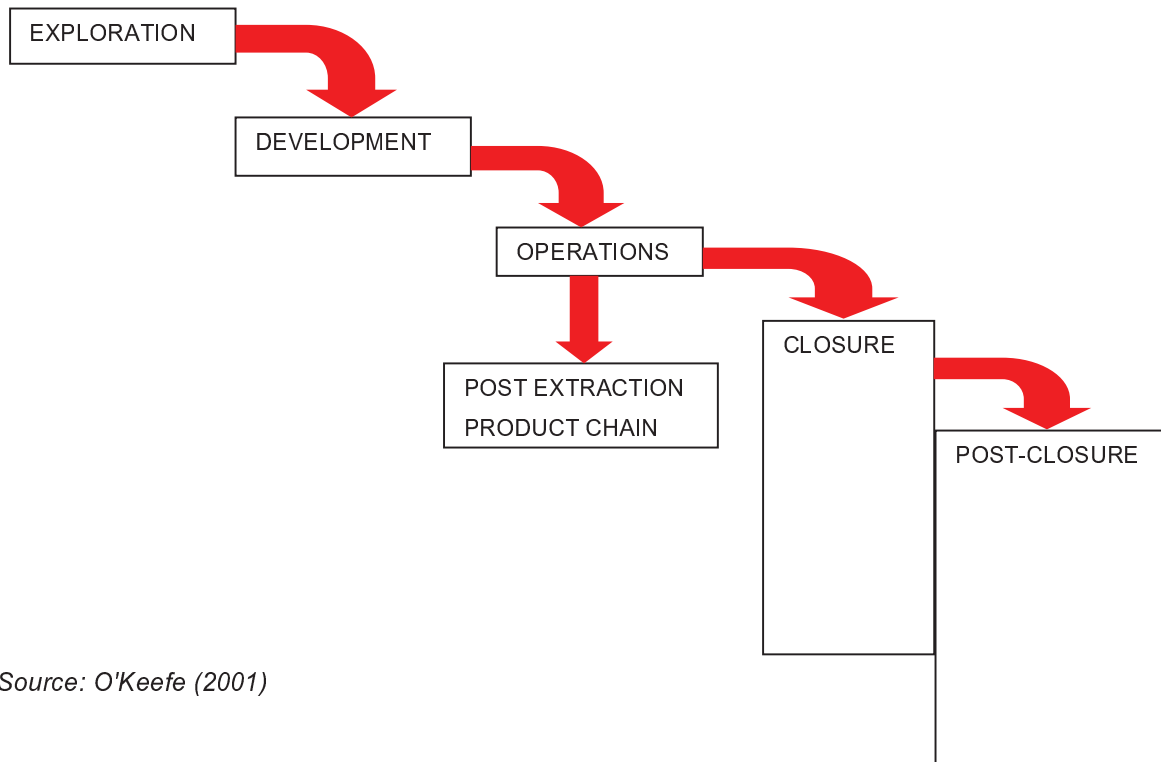 EXPLORATION
DEVELOPMENT
OPERATIONS
CLOSURE
POST EXTRACTION
PRODUCT CHAIN
POST-CLOSURE
Source: O'Keefe (2001)